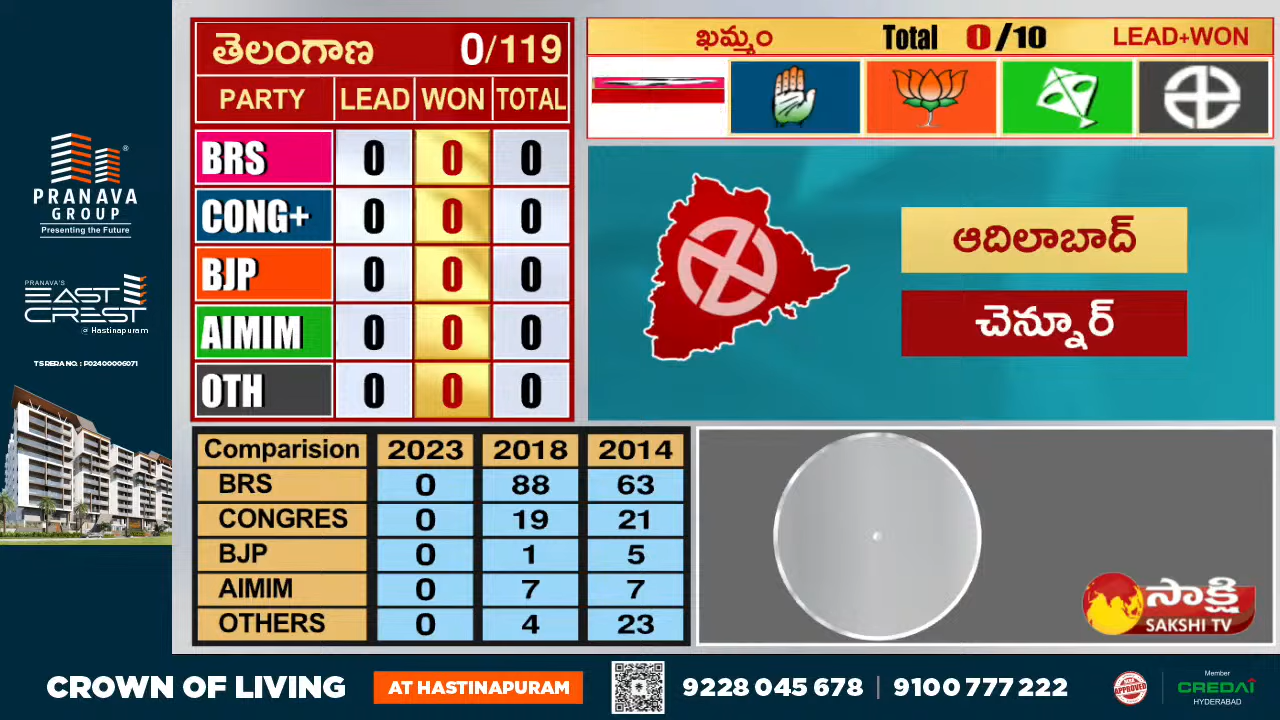 PRANAVA
GROUP
Presenting the Future
PRANAVA'S
EAST
CREST
@ Hastinapuram
TS RERA NO. : P02400006071
తెలంగాణ 0/119
PARTY LEAD WON TOTAL
BRS 0 0 0
CONG+ 0 0 0
BJP 0 0 0
AIMIM 0 0 0
OTH 0 0 0
ఖమ్మం Total 0/10 LEAD+WON
ఆదిలాబాద్
చెన్నూర్
Comparision 2023 2018 2014
BRS 0 88 63
CONGRES 0 19 21
BJP 0 1 5
AIMIM 0 7 7
OTHERS 0 4 23
సాక్షి
SAKSHI TV
CROWN OF LIVING AT HASTINAPURAM 9228 045 678 | 9100 777 222
APPROVED
Member
CREDAI
HYDERABAD